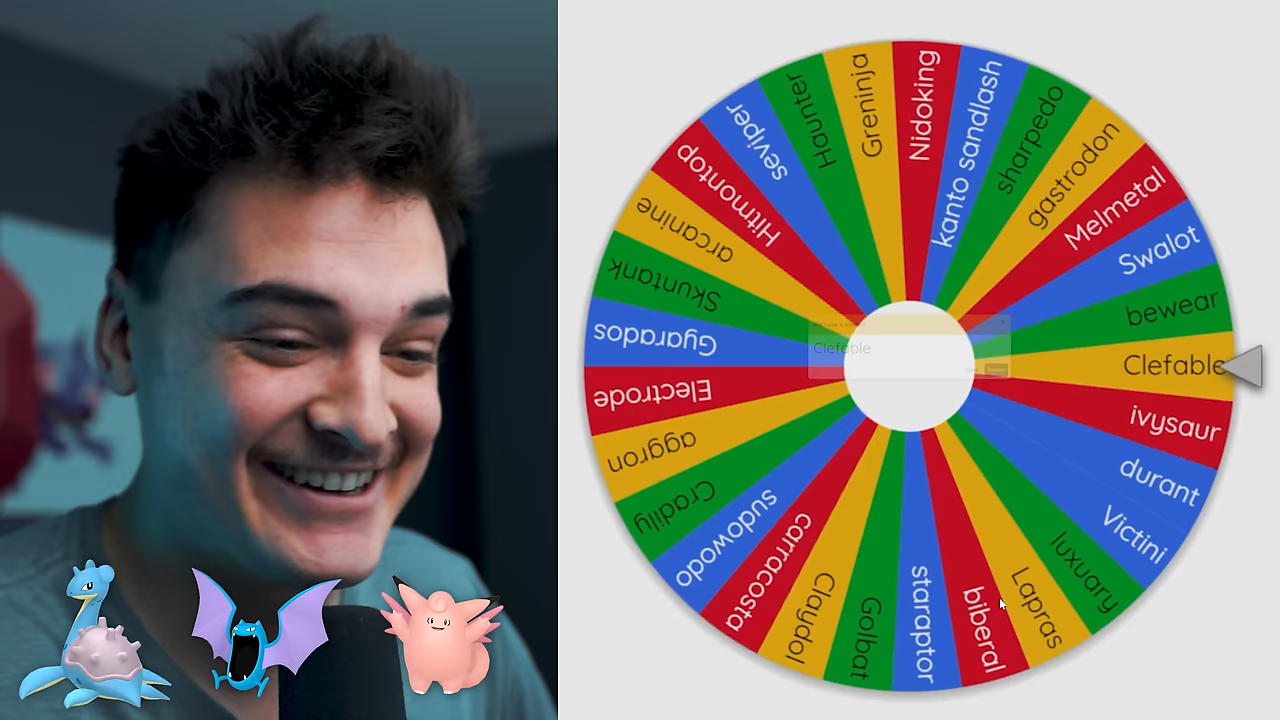 Greninja
Nidoking
kanto sandlash
sharpedo
gastrodon
Melmetal
Swalot
bewear
Clefable
ivysaur
durant
Victini
luxuary
Lapras
biberal
staraptor
Golbat
Claydol
carracosta
sudowodo
Cradily
aggron
Electrode
Gyarados
Skuntank
arcanine
Hitmontop
seviper
Haunter
Clefable